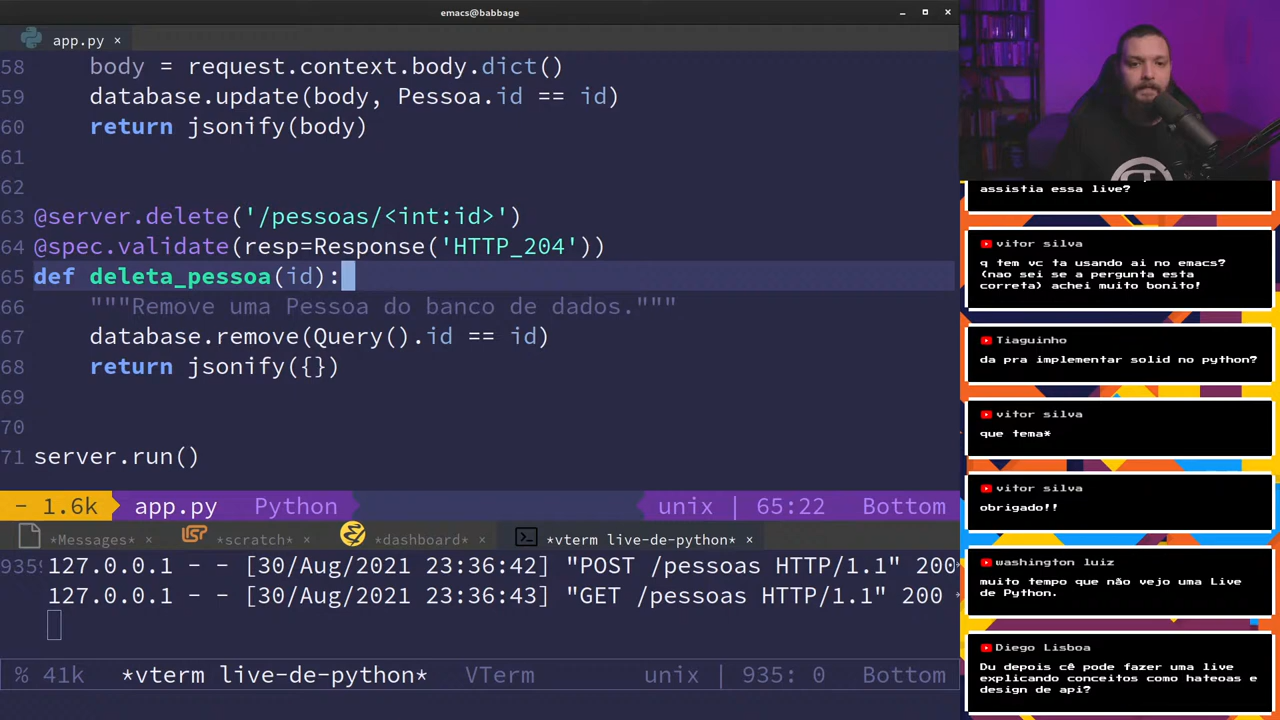 emacs@babbage
app.py ×
58 body = request.context.body.dict()
59 database.update(body, Pessoa.id == id)
60 return jsonify(body)
61
62
63 @server.delete('/pessoas/<int:id>')
64 @spec.validate(resp=Response('HTTP_204'))
65 def deleta_pessoa(id):
66 """Remove uma Pessoa do banco de dados."""
67 database.remove(Query().id == id)
68 return jsonify({})
69
70
71 server.run()
- 1.6k app.py Python unix | 65:22 Bottom
*Messages* × *scratch* × *dashboard* × *vterm live-de-python* ×
9359 127.0.0.1 - - [30/Aug/2021 23:36:42] "POST /pessoas HTTP/1.1" 200
127.0.0.1 - - [30/Aug/2021 23:36:43] "GET /pessoas HTTP/1.1" 200
% 41k *vterm live-de-python* VTerm unix | 935: 0 Bottom
assistia essa live?
vitor silva
q tem vc ta usando ai no emacs?
(nao sei se a pergunta esta
correta) achei muito bonito!
Tiaguinho
da pra implementar solid no python?
vitor silva
que tema*
vitor silva
obrigado!!
washington luiz
muito tempo que não vejo uma Live
de Python.
Diego Lisboa
Du depois cê pode fazer uma live
explicando conceitos como hateoas e
design de api?